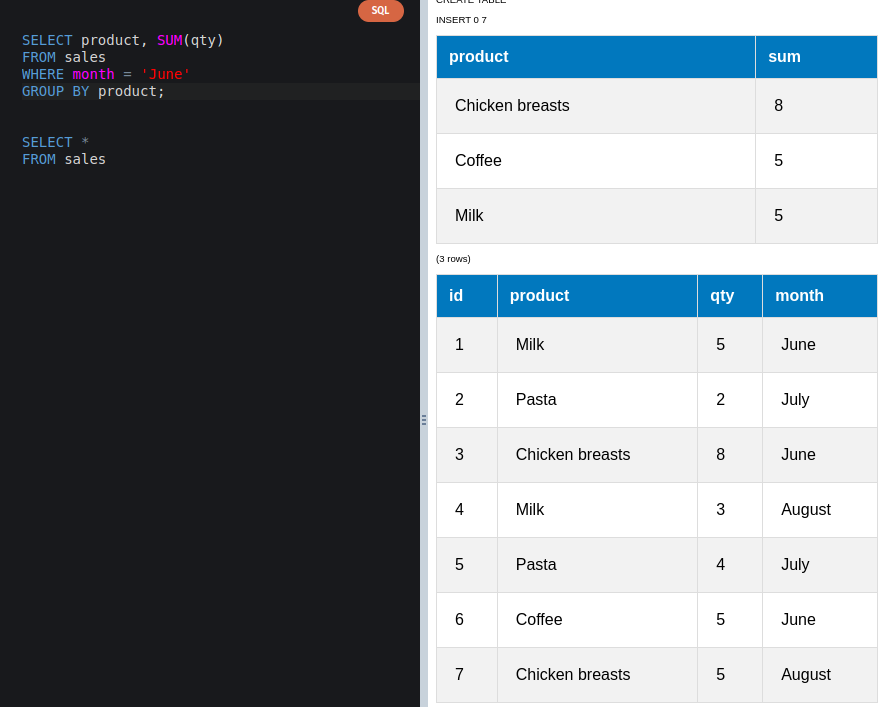 SQL
SELECT product, SUM(qty)
FROM sales
WHERE month = 'June'
GROUP BY product;
SELECT *
FROM sales
CREATE TABLE
INSERT 0 7
product sum
Chicken breasts 8
Coffee 5
Milk 5
(3 rows)
id product qty month
1 Milk 5 June
2 Pasta 2 July
3 Chicken breasts 8 June
4 Milk 3 August
5 Pasta 4 July
6 Coffee 5 June
7 Chicken breasts 5 August